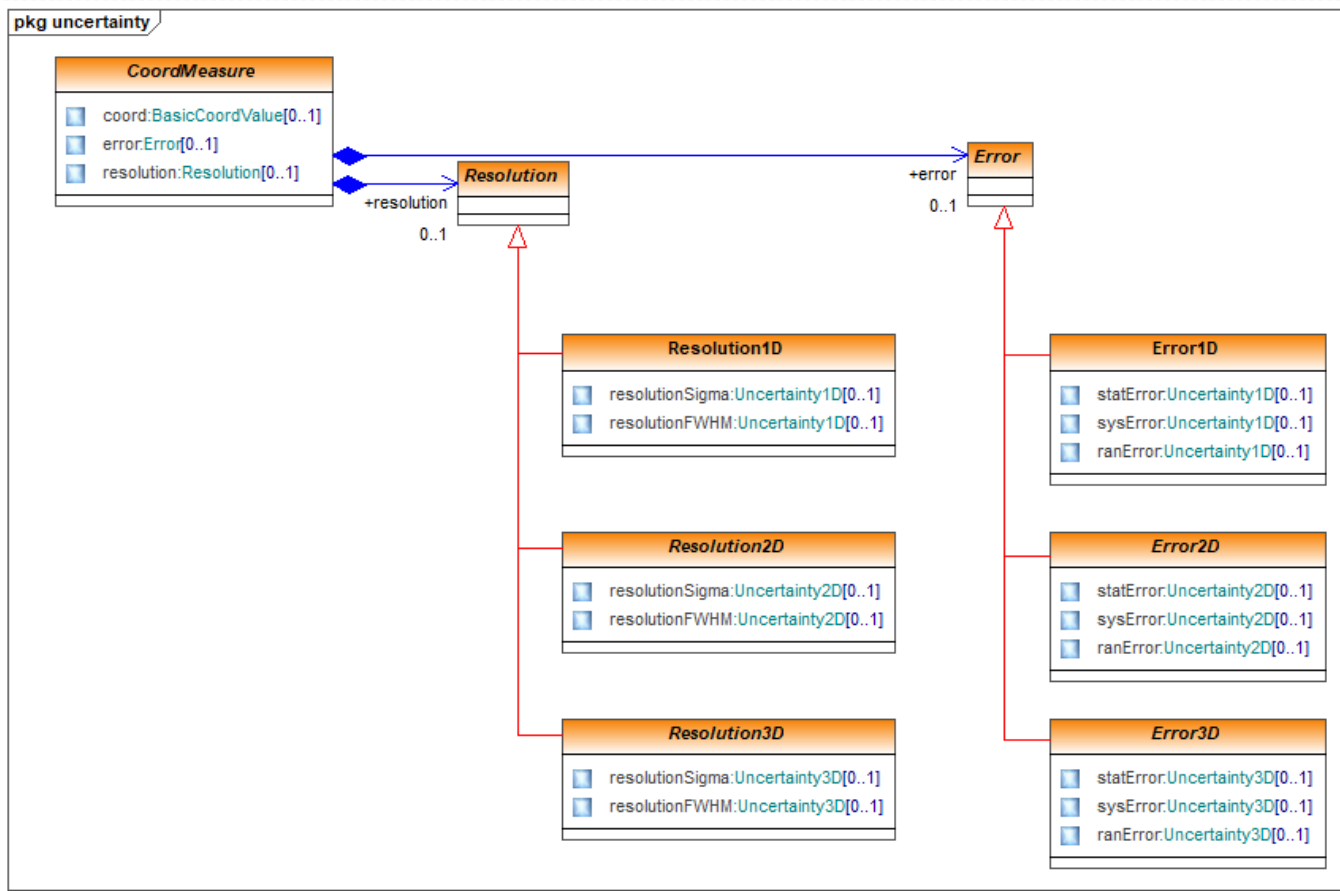 pkg uncertainty
CoordMeasure
coord:BasicCoordValue[0..1]
error:Error[0..1]
resolution:Resolution[0..1]
+resolution
0..1
Resolution
+error
0..1
Error
Resolution1D
resolutionSigma:Uncertainty1D[0..1]
resolutionFWHM:Uncertainty1D[0..1]
Error1D
statError:Uncertainty1D[0..1]
sysError:Uncertainty1D[0..1]
ranError:Uncertainty1D[0..1]
Resolution2D
resolutionSigma:Uncertainty2D[0..1]
resolutionFWHM:Uncertainty2D[0..1]
Error2D
statError:Uncertainty2D[0..1]
sysError:Uncertainty2D[0..1]
ranError:Uncertainty2D[0..1]
Resolution3D
resolutionSigma:Uncertainty3D[0..1]
resolutionFWHM:Uncertainty3D[0..1]
Error3D
statError:Uncertainty3D[0..1]
sysError:Uncertainty3D[0..1]
ranError:Uncertainty3D[0..1]